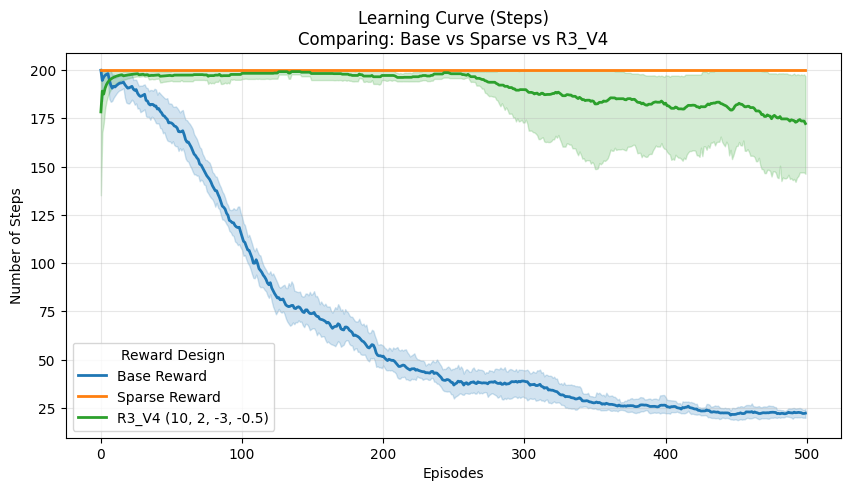 Learning Curve (Steps)
Comparing: Base vs Sparse vs R3_V4
Number of Steps
200
175
150
125
100
75
50
25
Reward Design
Base Reward
Sparse Reward
R3_V4 (10, 2, -3, -0.5)
0
100
200
300
400
500
Episodes